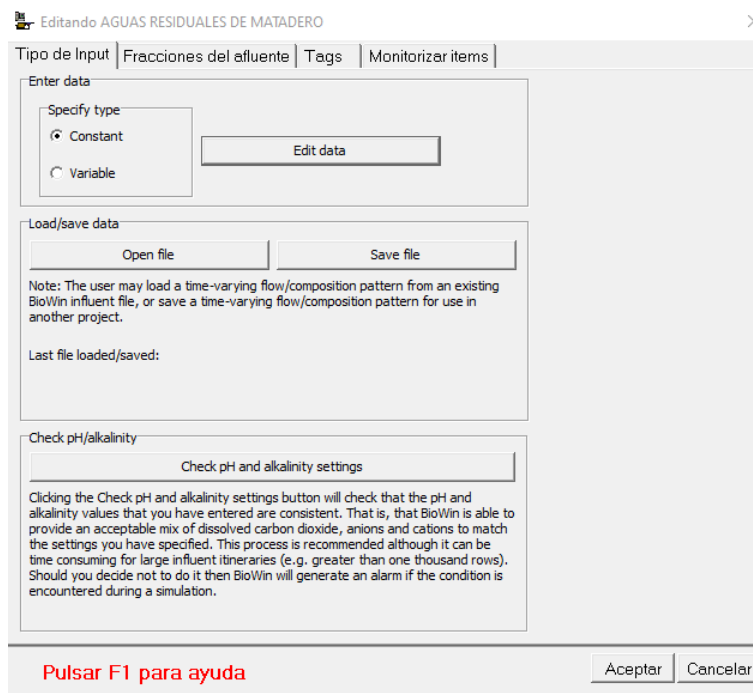 Editando AGUAS RESIDUALES DE MATADERO
Tipo de Input Fracciones del afluente Tags Monitorizar items
Enter data
Specify type
Constant
Edit data
Variable
Load/save data
Open file Save file
Note: The user may load a time-varying flow/composition pattern from an existing
BioWin influent file, or save a time-varying flow/composition pattern for use in
another project.
Last file loaded/saved:
Check pH/alkalinity
Check pH and alkalinity settings
Clicking the Check pH and alkalinity settings button will check that the pH and
alkalinity values that you have entered are consistent. That is, that BioWin is able to
provide an acceptable mix of dissolved carbon dioxide, anions and cations to match
the settings you have specified. This process is recommended although it can be
time consuming for large influent itineraries (e.g. greater than one thousand rows).
Should you decide not to do it then BioWin will generate an alarm if the condition is
encountered during a simulation.
Pulsar F1 para ayuda Aceptar Cancelar